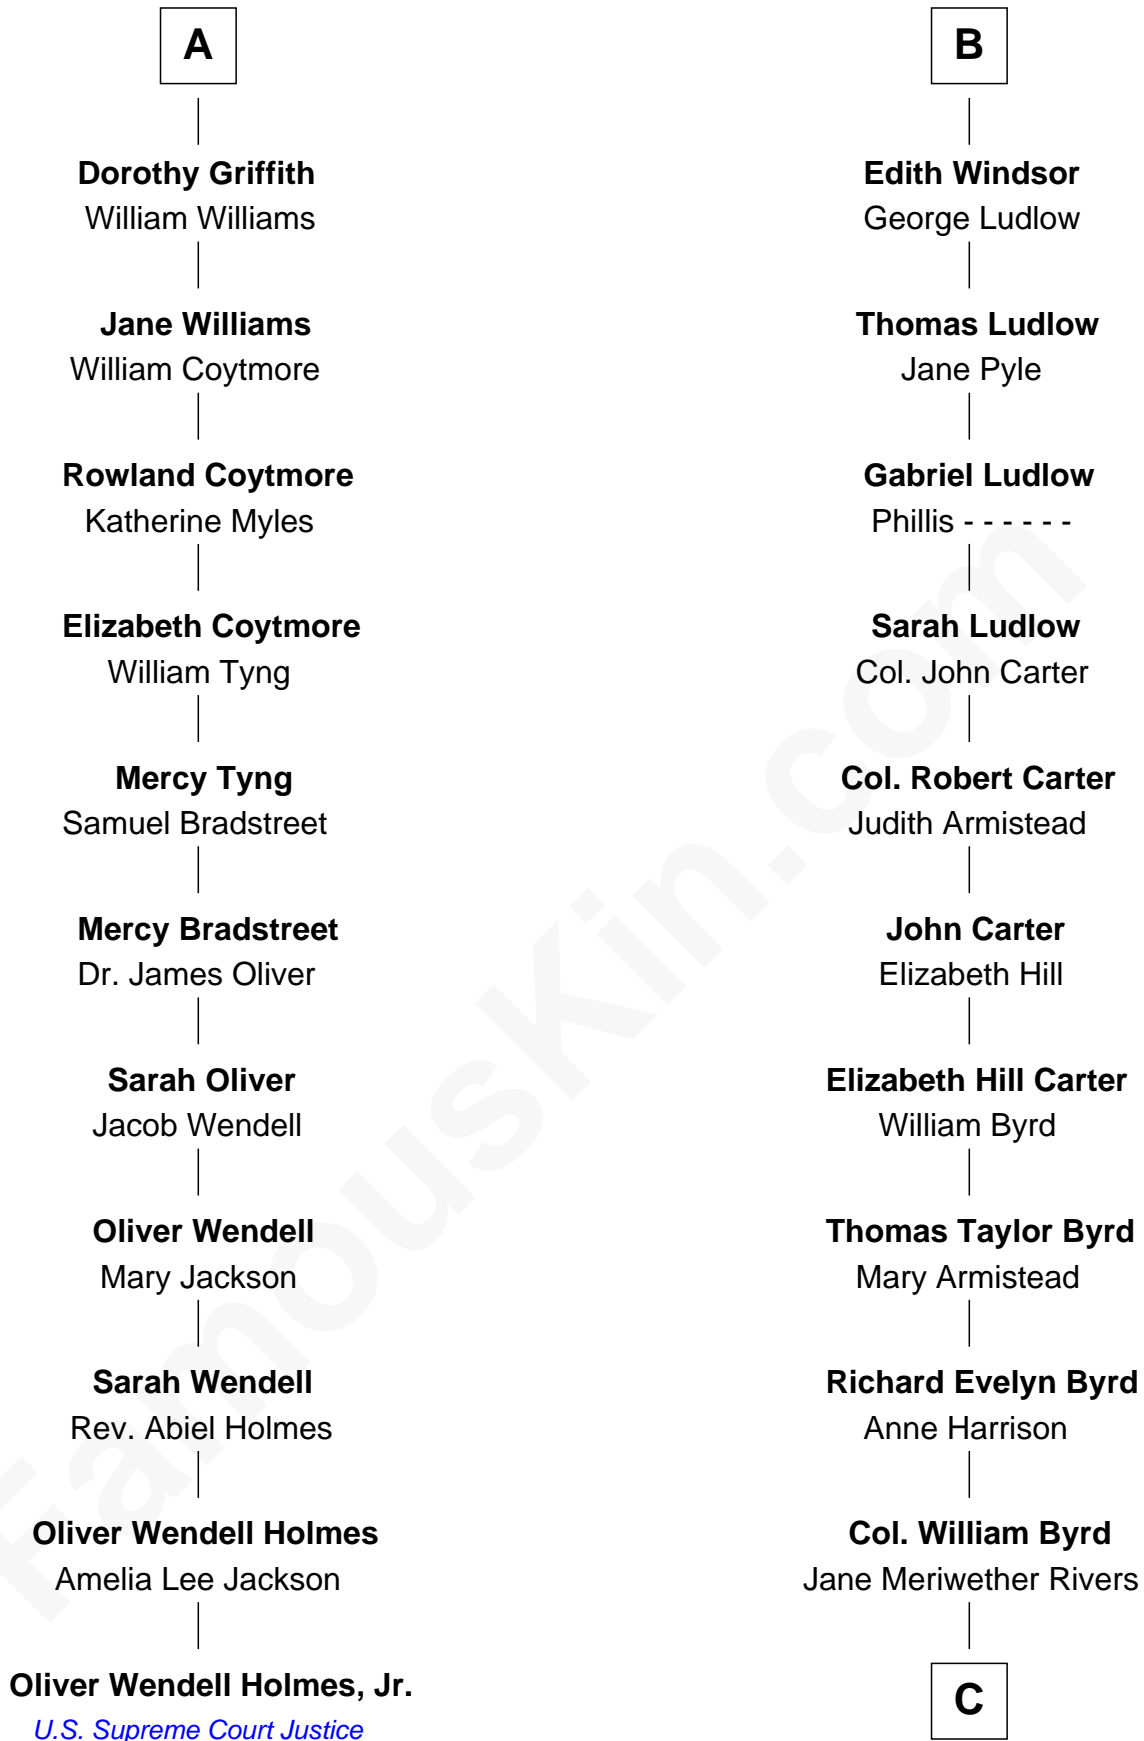 A
Dorothy Griffith
William Williams
Jane Williams
William Coytmore
Rowland Coytmore
Katherine Myles
Elizabeth Coytmore
William Tyng
Mercy Tyng
Samuel Bradstreet
Mercy Bradstreet
Dr. James Oliver
Sarah Oliver
Jacob Wendell
Oliver Wendell
Mary Jackson
Sarah Wendell
Rev. Abiel Holmes
Oliver Wendell Holmes
Amelia Lee Jackson
Oliver Wendell Holmes, Jr.
U.S. Supreme Court Justice
B
Edith Windsor
George Ludlow
Thomas Ludlow
Jane Pyle
Gabriel Ludlow
Phillis - - - - - -
Sarah Ludlow
Col. John Carter
Col. Robert Carter
Judith Armistead
John Carter
Elizabeth Hill
Elizabeth Hill Carter
William Byrd
Thomas Taylor Byrd
Mary Armistead
Richard Evelyn Byrd
Anne Harrison
Col. William Byrd
Jane Meriwether Rivers
C
FamousKin.com